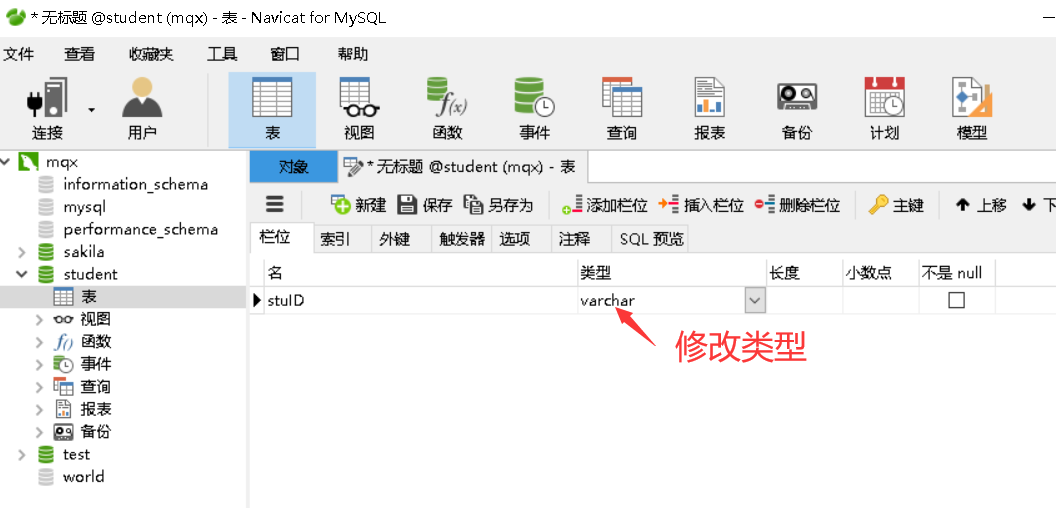 * 无标题 @student (mqx) - 表 - Navicat for MySQL
文件 查看 收藏夹 工具 窗口 帮助
连接 用户 表 视图 函数 事件 查询 报表 备份 计划 模型
mqx
information_schema
mysql
performance_schema
sakila
student
表
视图
函数
事件
查询
报表
备份
test
world
对象 * 无标题 @student (mqx) - 表
新建 保存 另存为 添加栏位 插入栏位 删除栏位 主键 上移 下
栏位 索引 外键 触发器 选项 注释 SQL 预览
名 类型 长度 小数点 不是 null
stuID varchar
修改类型